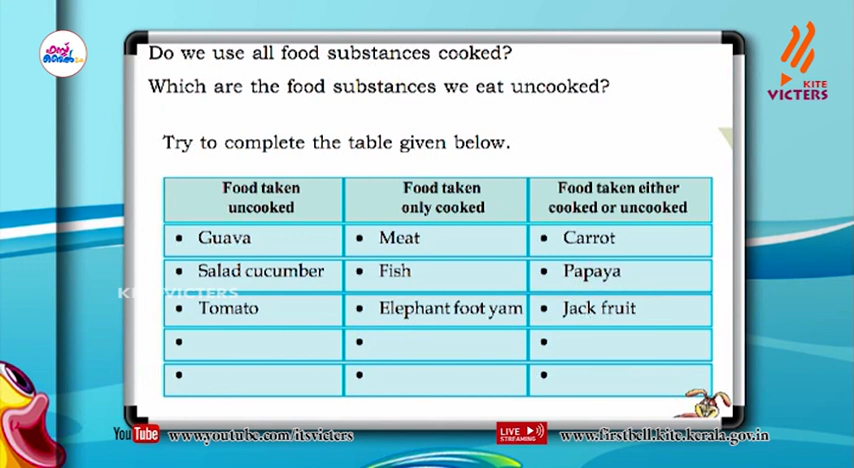 Do we use all food substances cooked?
Which are the food substances we eat uncooked?
KITE
VICTERS
Try to complete the table given below.
Food taken uncooked
Food taken only cooked
Food taken either cooked or uncooked
• Guava • Meat • Carrot
• Salad cucumber • Fish • Papaya
KITE VICTERS
• Tomato • Elephant foot yam • Jack fruit
• • •
• • •
YouTube www.youtube.com/itsvicters LIVE STREAMING www.firstbell.kite.kerala.gov.in